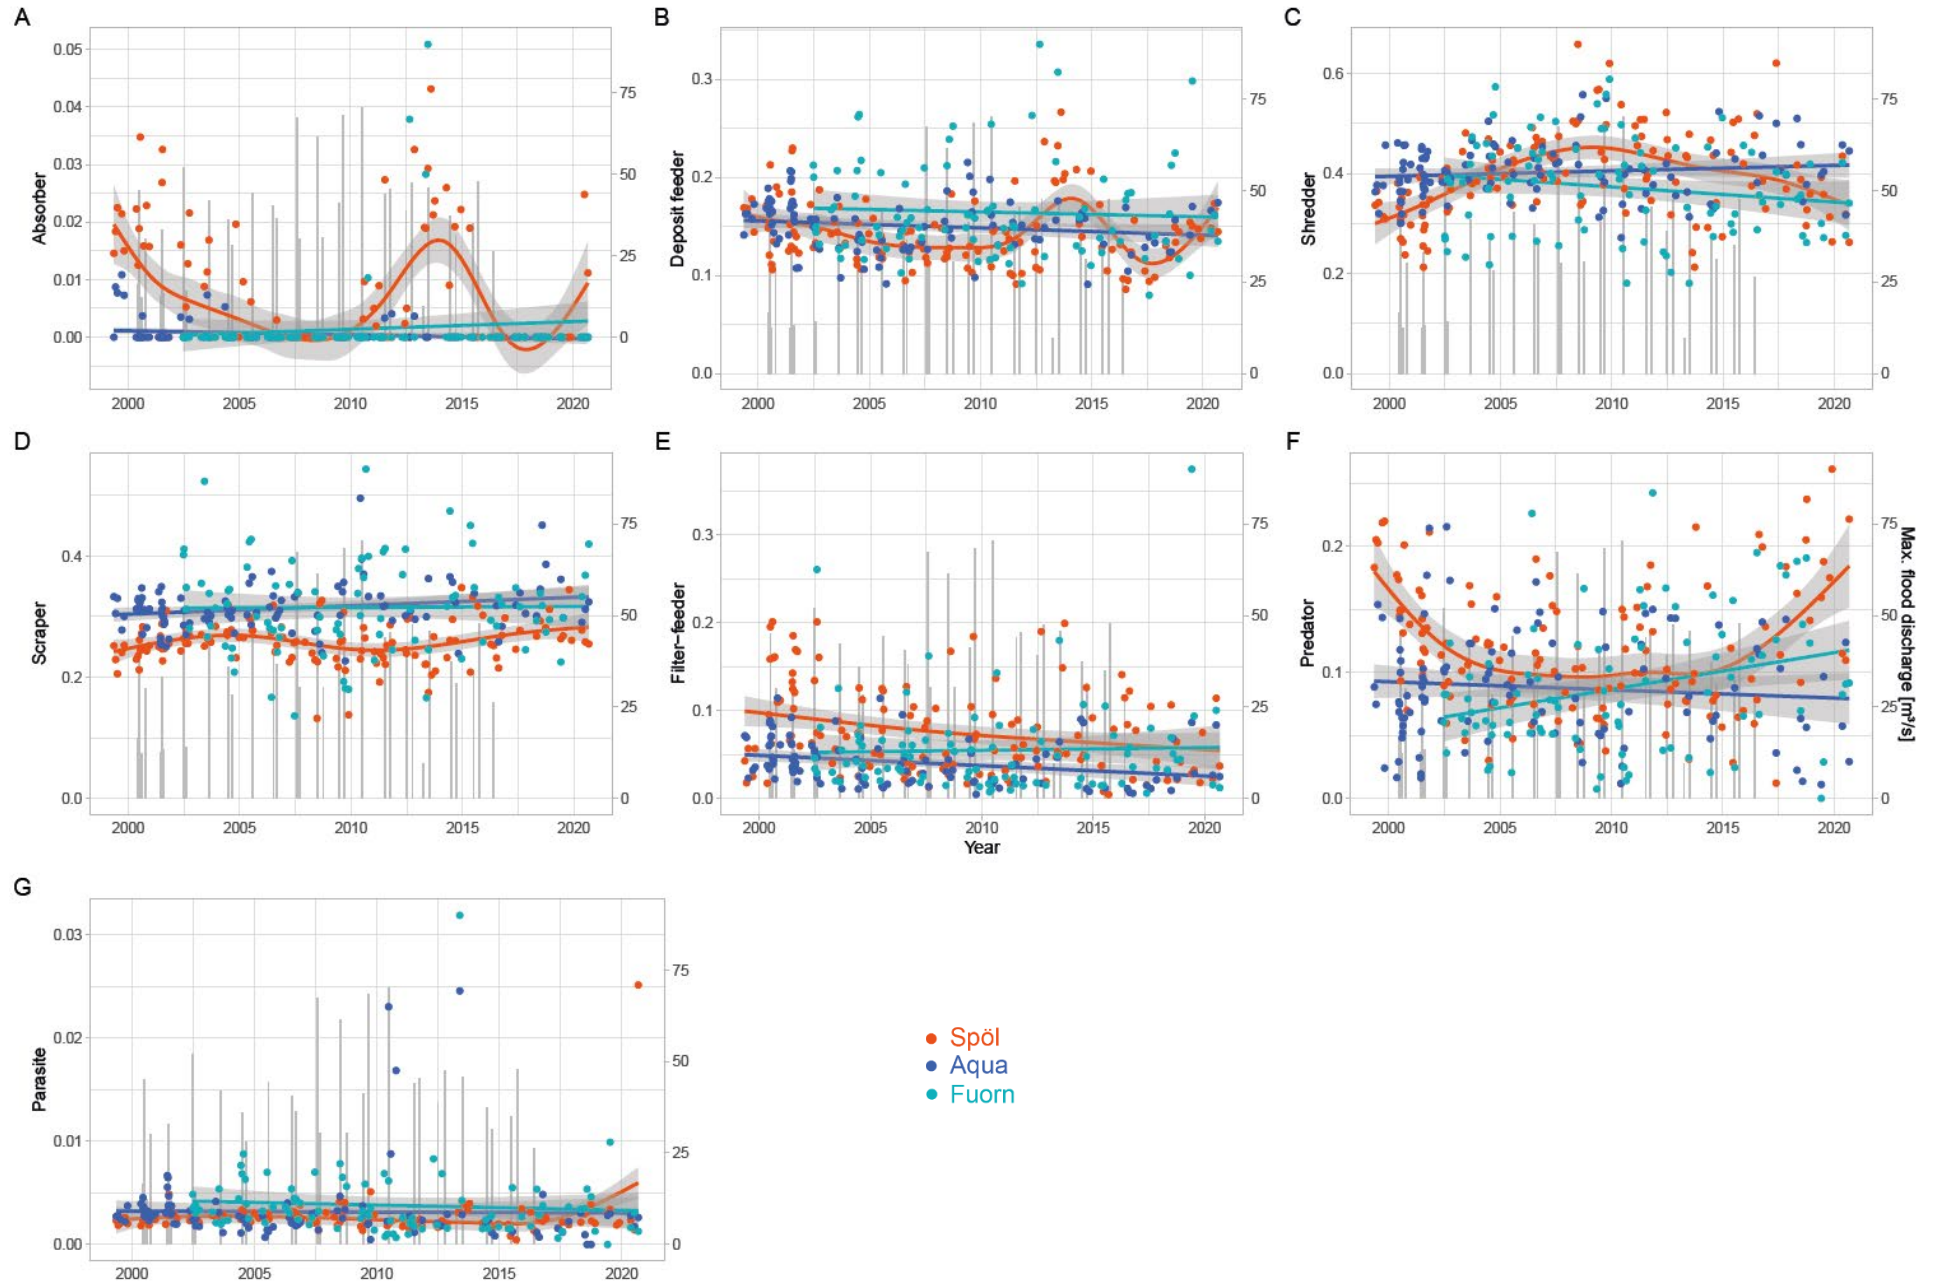 A
B
C
0.05
0.04
0.03
0.02
0.01
0.00
Absorber
75
50
25
0
2000 2005 2010 2015 2020
0.3
0.2
0.1
0.0
Deposit feeder
75
50
25
0
2000 2005 2010 2015 2020
0.6
0.4
0.2
0.0
Shredder
75
50
25
0
2000 2005 2010 2015 2020
D
E
F
0.4
0.2
0.0
Scraper
75
50
25
0
2000 2005 2010 2015 2020
0.3
0.2
0.1
0.0
Filter-feeder
75
50
25
0
2000 2005 2010 2015 2020
Year
0.2
0.1
0.0
Predator
75
50
25
0
Max. flood discharge [m³/s]
2000 2005 2010 2015 2020
G
0.03
0.02
0.01
0.00
Parasite
75
50
25
0
2000 2005 2010 2015 2020
Spöl
Aqua
Fuorn